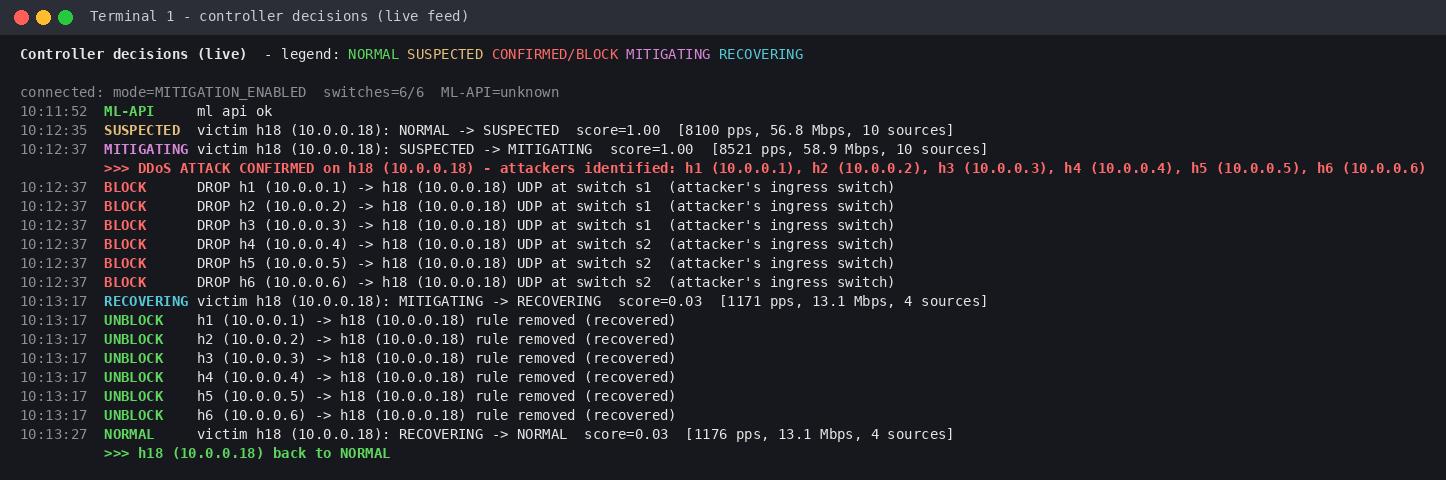 Terminal 1 - controller decisions (live feed)
Controller decisions (live)  - legend: NORMAL SUSPECTED CONFIRMED/BLOCK MITIGATING RECOVERING
connected: mode=MITIGATION_ENABLED  switches=6/6  ML-API=unknown
10:11:52  ML-API     ml api ok
10:12:35  SUSPECTED  victim h18 (10.0.0.18): NORMAL -> SUSPECTED  score=1.00  [8100 pps, 56.8 Mbps, 10 sources]
10:12:37  MITIGATING victim h18 (10.0.0.18): SUSPECTED -> MITIGATING  score=1.00  [8521 pps, 58.9 Mbps, 10 sources]
>>> DDoS ATTACK CONFIRMED on h18 (10.0.0.18) - attackers identified: h1 (10.0.0.1), h2 (10.0.0.2), h3 (10.0.0.3), h4 (10.0.0.4), h5 (10.0.0.5), h6 (10.0.0.6)
10:12:37  BLOCK      DROP h1 (10.0.0.1) -> h18 (10.0.0.18) UDP at switch s1  (attacker's ingress switch)
10:12:37  BLOCK      DROP h2 (10.0.0.2) -> h18 (10.0.0.18) UDP at switch s1  (attacker's ingress switch)
10:12:37  BLOCK      DROP h3 (10.0.0.3) -> h18 (10.0.0.18) UDP at switch s1  (attacker's ingress switch)
10:12:37  BLOCK      DROP h4 (10.0.0.4) -> h18 (10.0.0.18) UDP at switch s2  (attacker's ingress switch)
10:12:37  BLOCK      DROP h5 (10.0.0.5) -> h18 (10.0.0.18) UDP at switch s2  (attacker's ingress switch)
10:12:37  BLOCK      DROP h6 (10.0.0.6) -> h18 (10.0.0.18) UDP at switch s2  (attacker's ingress switch)
10:13:17  RECOVERING victim h18 (10.0.0.18): MITIGATING -> RECOVERING  score=0.03  [1171 pps, 13.1 Mbps, 4 sources]
10:13:17  UNBLOCK    h1 (10.0.0.1) -> h18 (10.0.0.18) rule removed (recovered)
10:13:17  UNBLOCK    h2 (10.0.0.2) -> h18 (10.0.0.18) rule removed (recovered)
10:13:17  UNBLOCK    h3 (10.0.0.3) -> h18 (10.0.0.18) rule removed (recovered)
10:13:17  UNBLOCK    h4 (10.0.0.4) -> h18 (10.0.0.18) rule removed (recovered)
10:13:17  UNBLOCK    h5 (10.0.0.5) -> h18 (10.0.0.18) rule removed (recovered)
10:13:17  UNBLOCK    h6 (10.0.0.6) -> h18 (10.0.0.18) rule removed (recovered)
10:13:27  NORMAL     victim h18 (10.0.0.18): RECOVERING -> NORMAL  score=0.03  [1176 pps, 13.1 Mbps, 4 sources]
>>> h18 (10.0.0.18) back to NORMAL